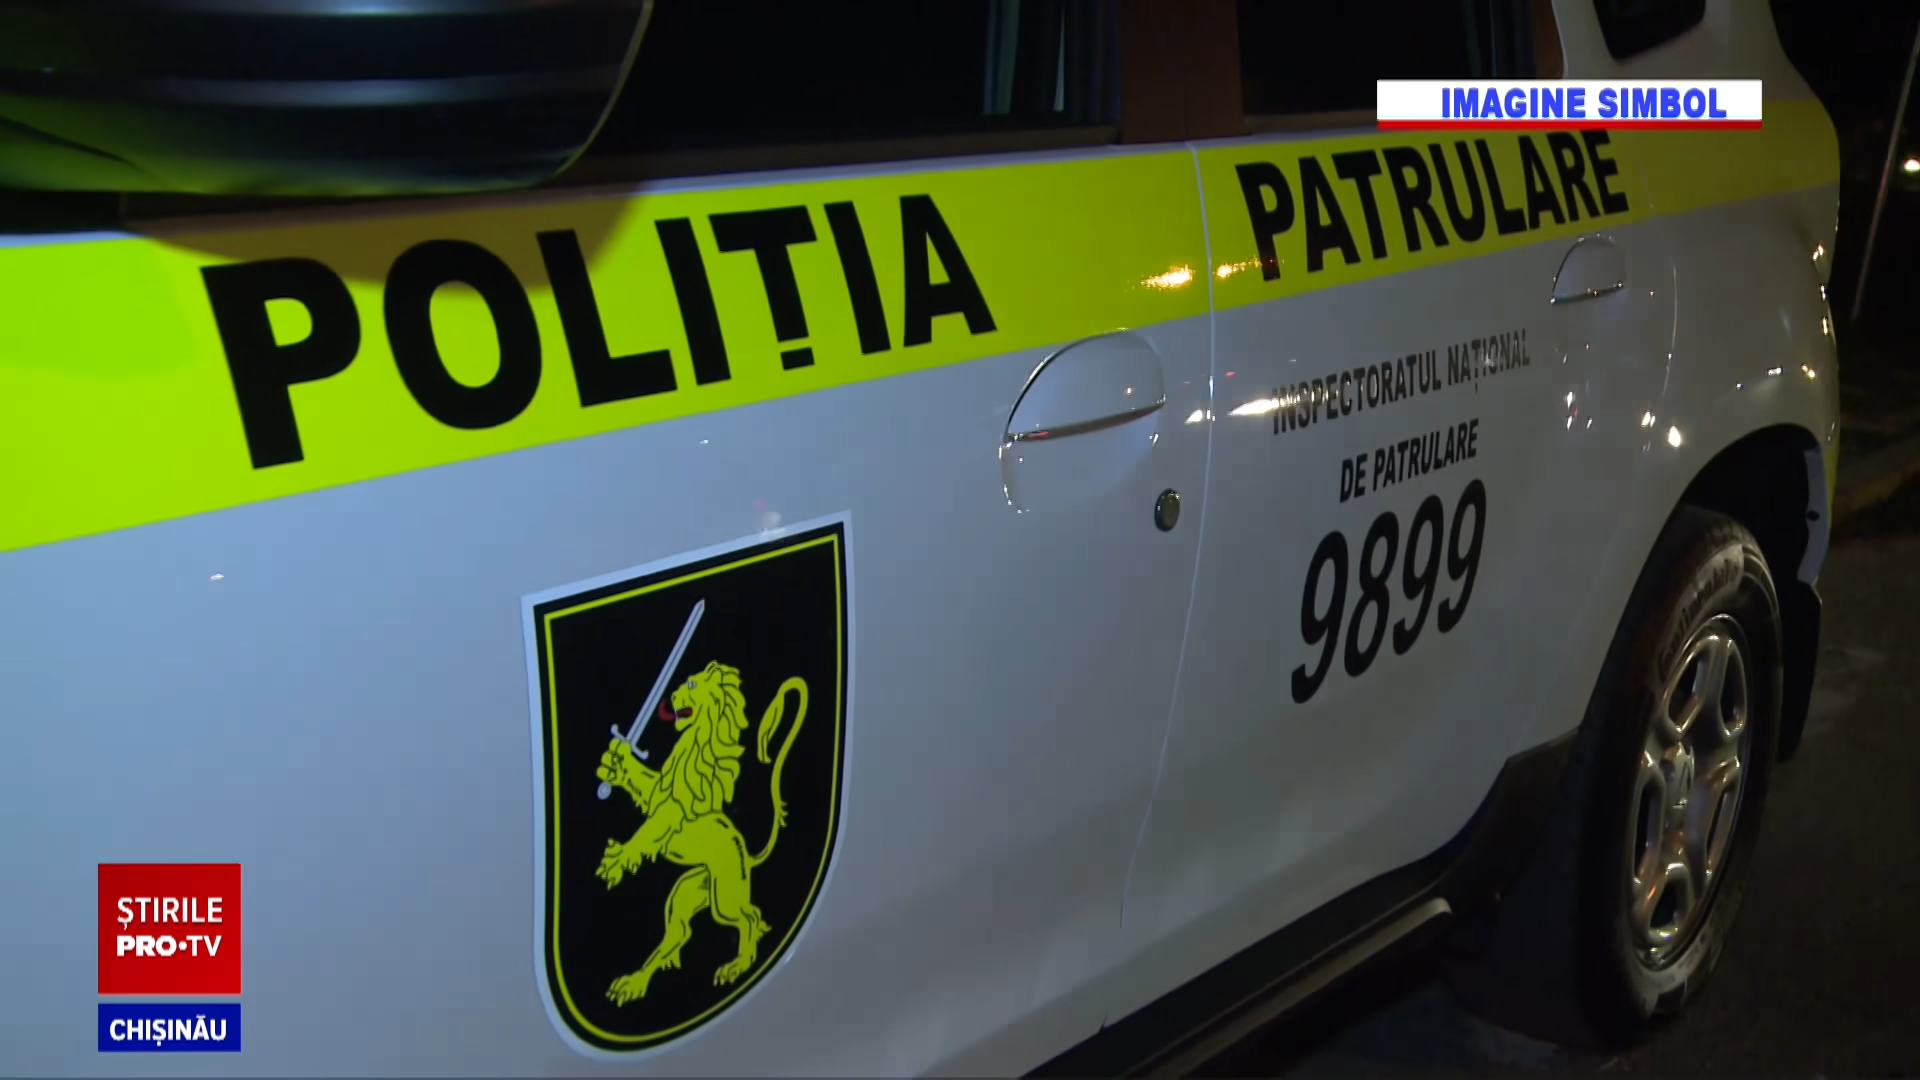 IMAGINE SIMBOL
POLIȚIA PATRULARE
INSPECTORATUL NAȚIONAL
DE PATRULARE
9899
ȘTIRILE
PRO•TV
CHIȘINĂU